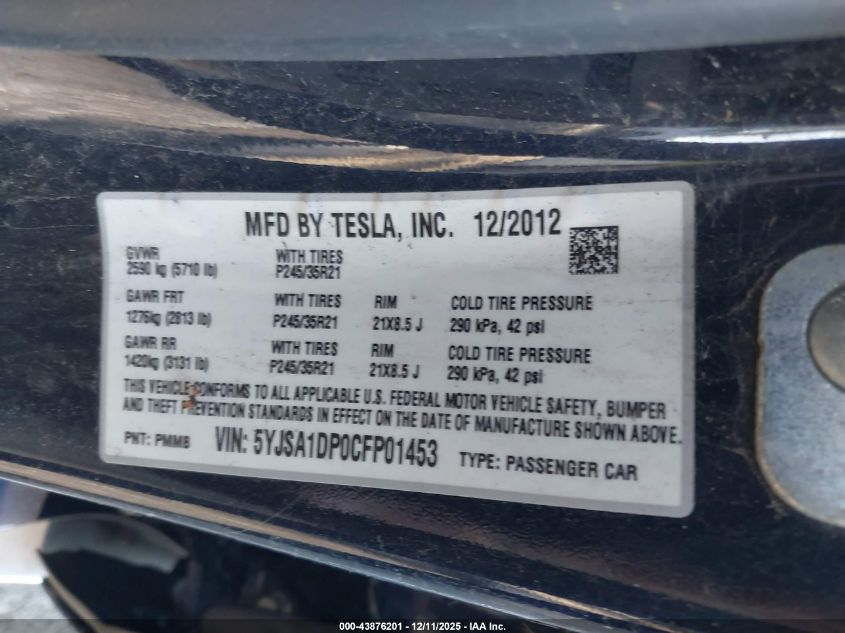 MFD BY TESLA, INC. 12/2012
GVWR WITH TIRES
2590 kg (5710 lb) P245/35R21
GAWR FRT WITH TIRES RIM COLD TIRE PRESSURE
1276kg (2813 lb) P245/35R21 21X8.5 J 290 kPa, 42 psi
GAWR RR WITH TIRES RIM COLD TIRE PRESSURE
1420kg (3131 lb) P245/35R21 21X8.5 J 290 kPa, 42 psi
THIS VEHICLE CONFORMS TO ALL APPLICABLE U.S. FEDERAL MOTOR VEHICLE SAFETY, BUMPER
AND THEFT PREVENTION STANDARDS IN EFFECT ON THE DATE OF MANUFACTURE SHOWN ABOVE.
PNT: PMMB VIN: 5YJSA1DP0CFP01453 TYPE: PASSENGER CAR
000-43876201 - 12/11/2025 - IAA Inc.